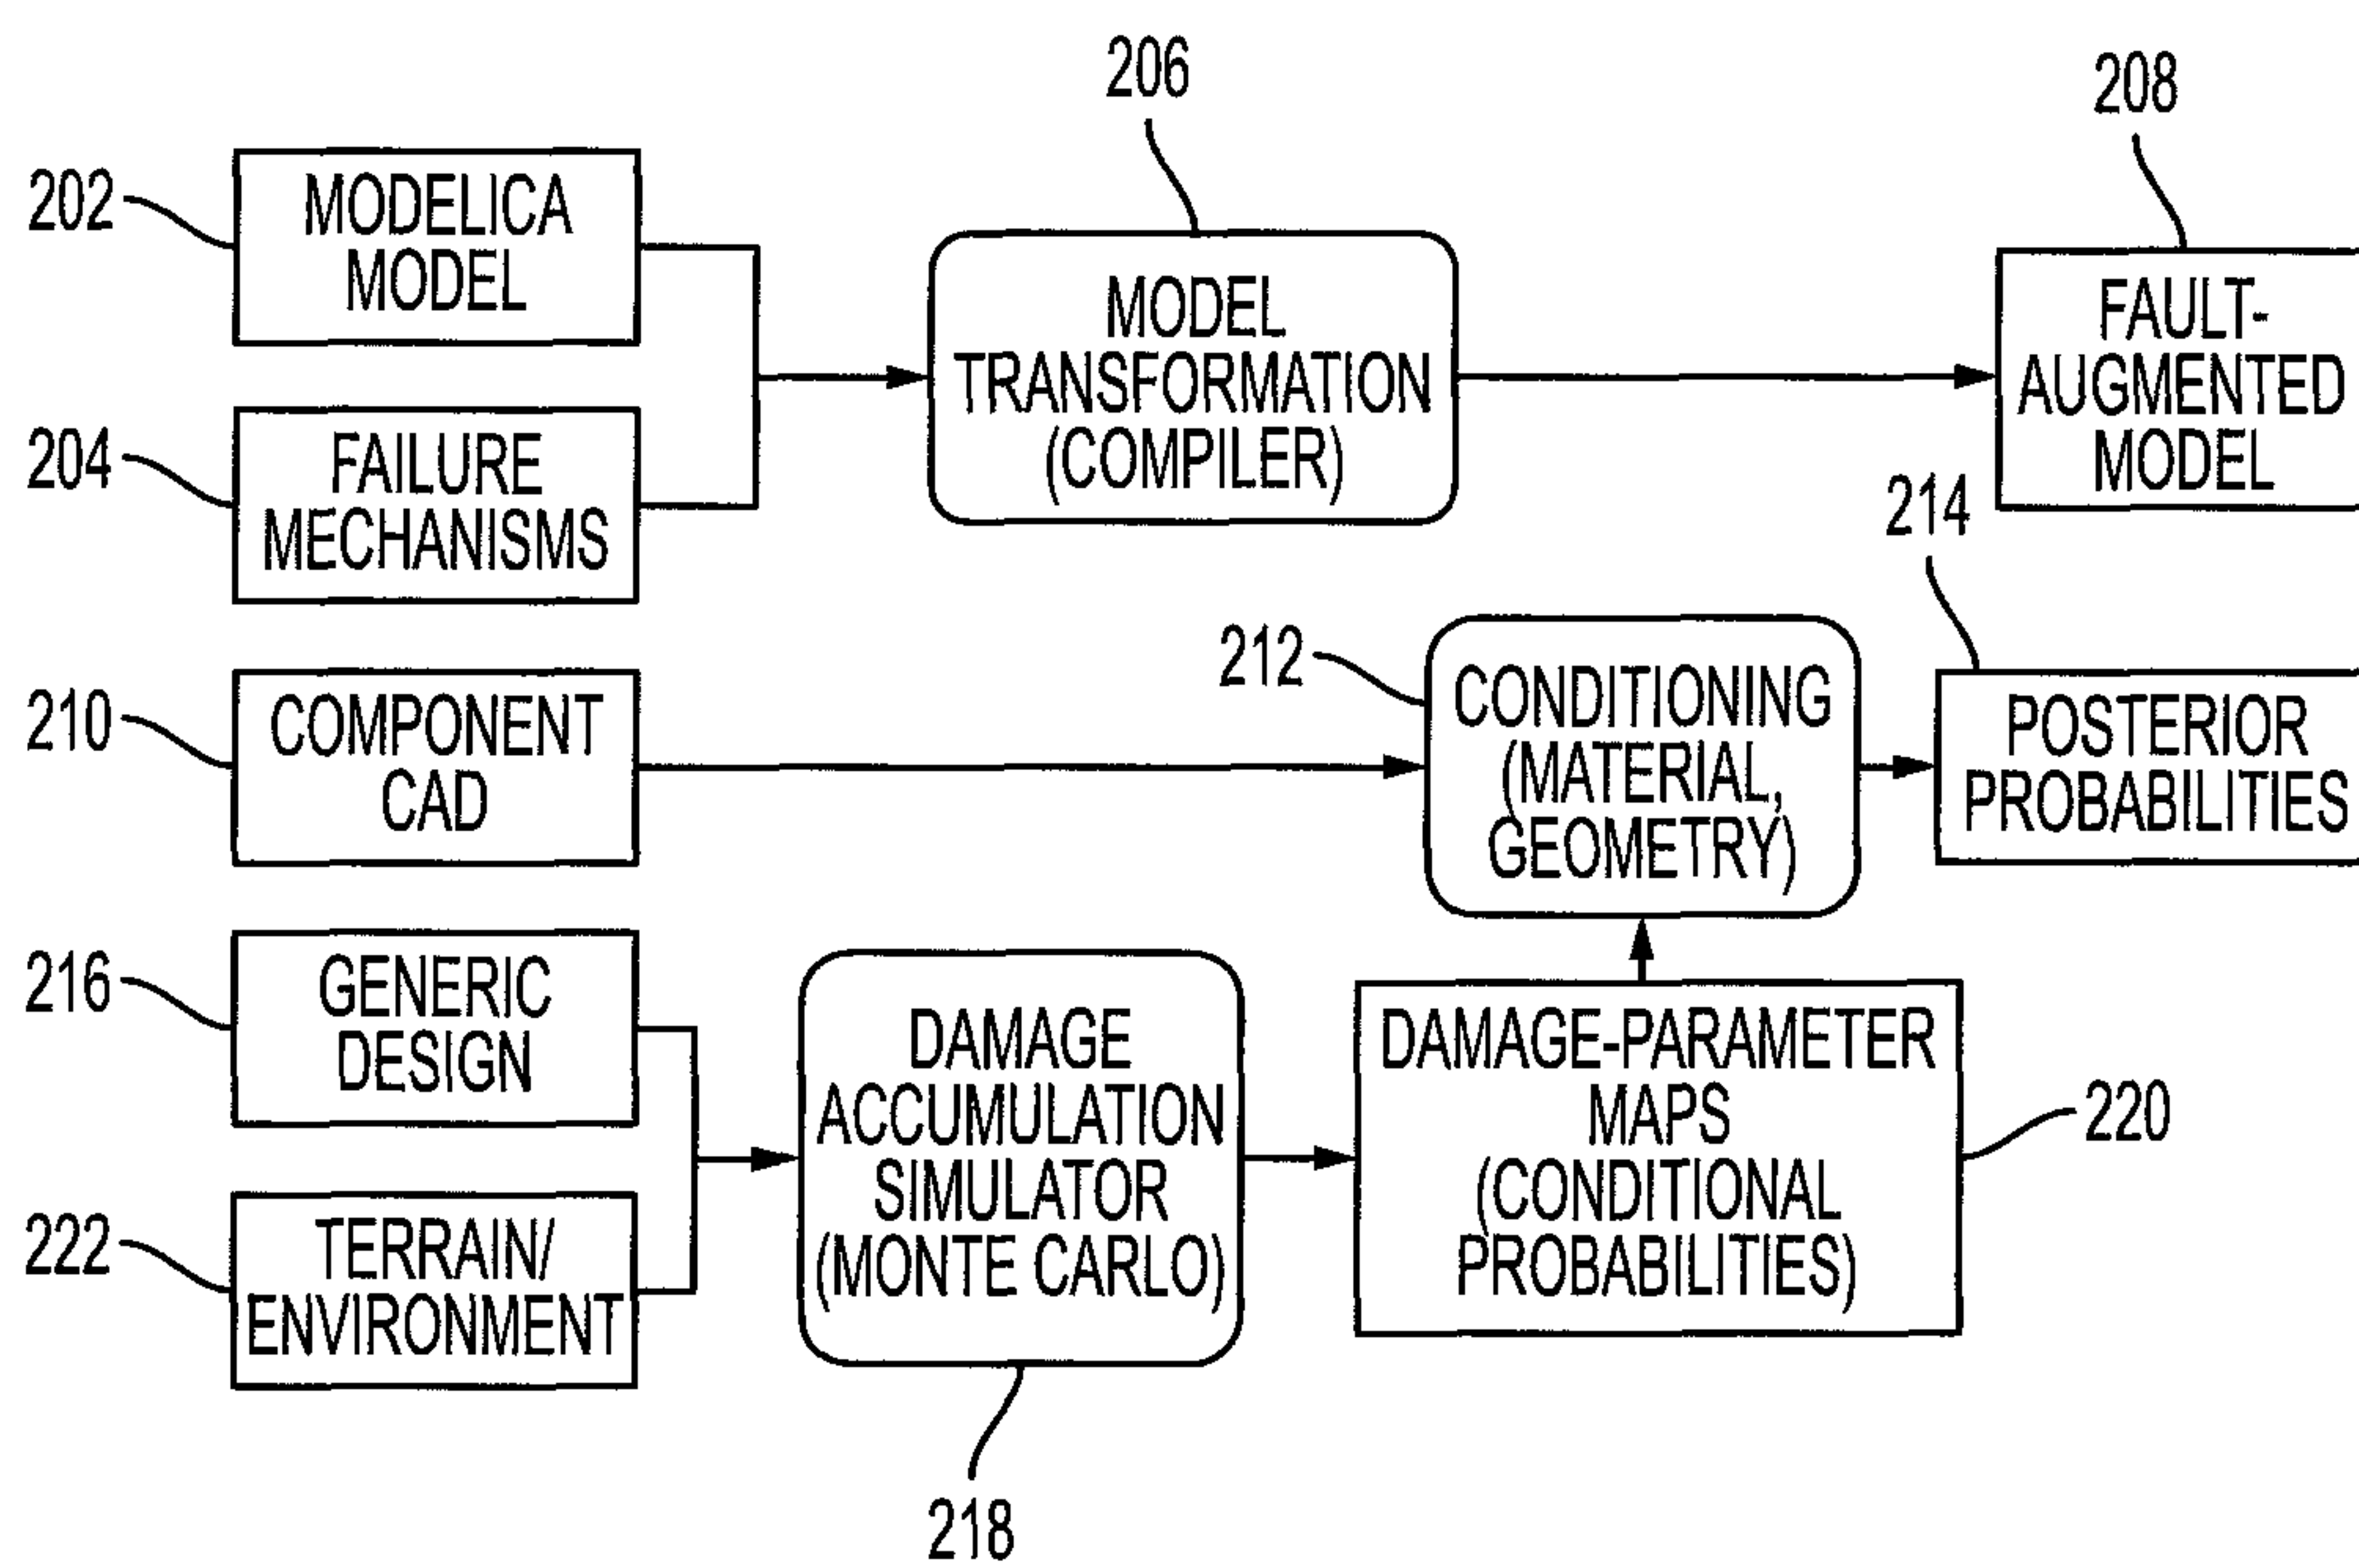 206
208
202
MODELICA
MODEL
MODEL
TRANSFORMATION
(COMPILER)
FAULT-
AUGMENTED
MODEL
204
FAILURE
MECHANISMS
214
212
210
COMPONENT
CAD
CONDITIONING
(MATERIAL,
GEOMETRY)
POSTERIOR
PROBABILITIES
216
GENERIC
DESIGN
DAMAGE
ACCUMULATION
SIMULATOR
(MONTE CARLO)
DAMAGE-PARAMETER
MAPS
(CONDITIONAL
PROBABILITIES)
220
222
TERRAIN/
ENVIRONMENT
218